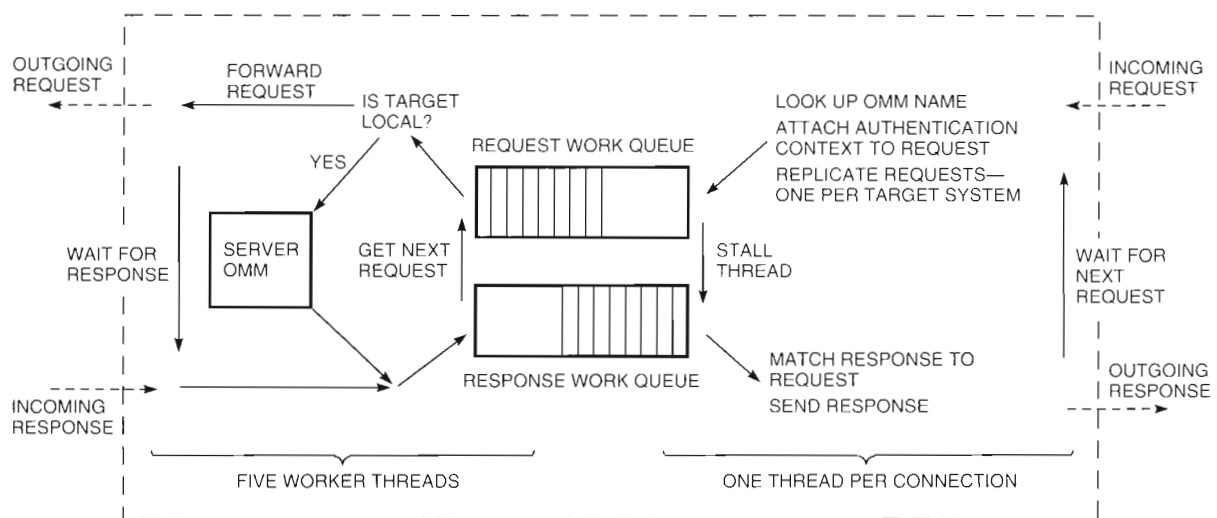 OUTGOING
REQUEST
FORWARD
REQUEST
IS TARGET
LOCAL?
YES
REQUEST WORK QUEUE
LOOK UP OMM NAME
ATTACH AUTHENTICATION
CONTEXT TO REQUEST
REPLICATE REQUESTS—
ONE PER TARGET SYSTEM
INCOMING
REQUEST
WAIT FOR
RESPONSE
SERVER
OMM
GET NEXT
REQUEST
STALL
THREAD
WAIT FOR
NEXT
REQUEST
RESPONSE WORK QUEUE
MATCH RESPONSE TO
REQUEST
SEND RESPONSE
INCOMING
RESPONSE
OUTGOING
RESPONSE
FIVE WORKER THREADS
ONE THREAD PER CONNECTION